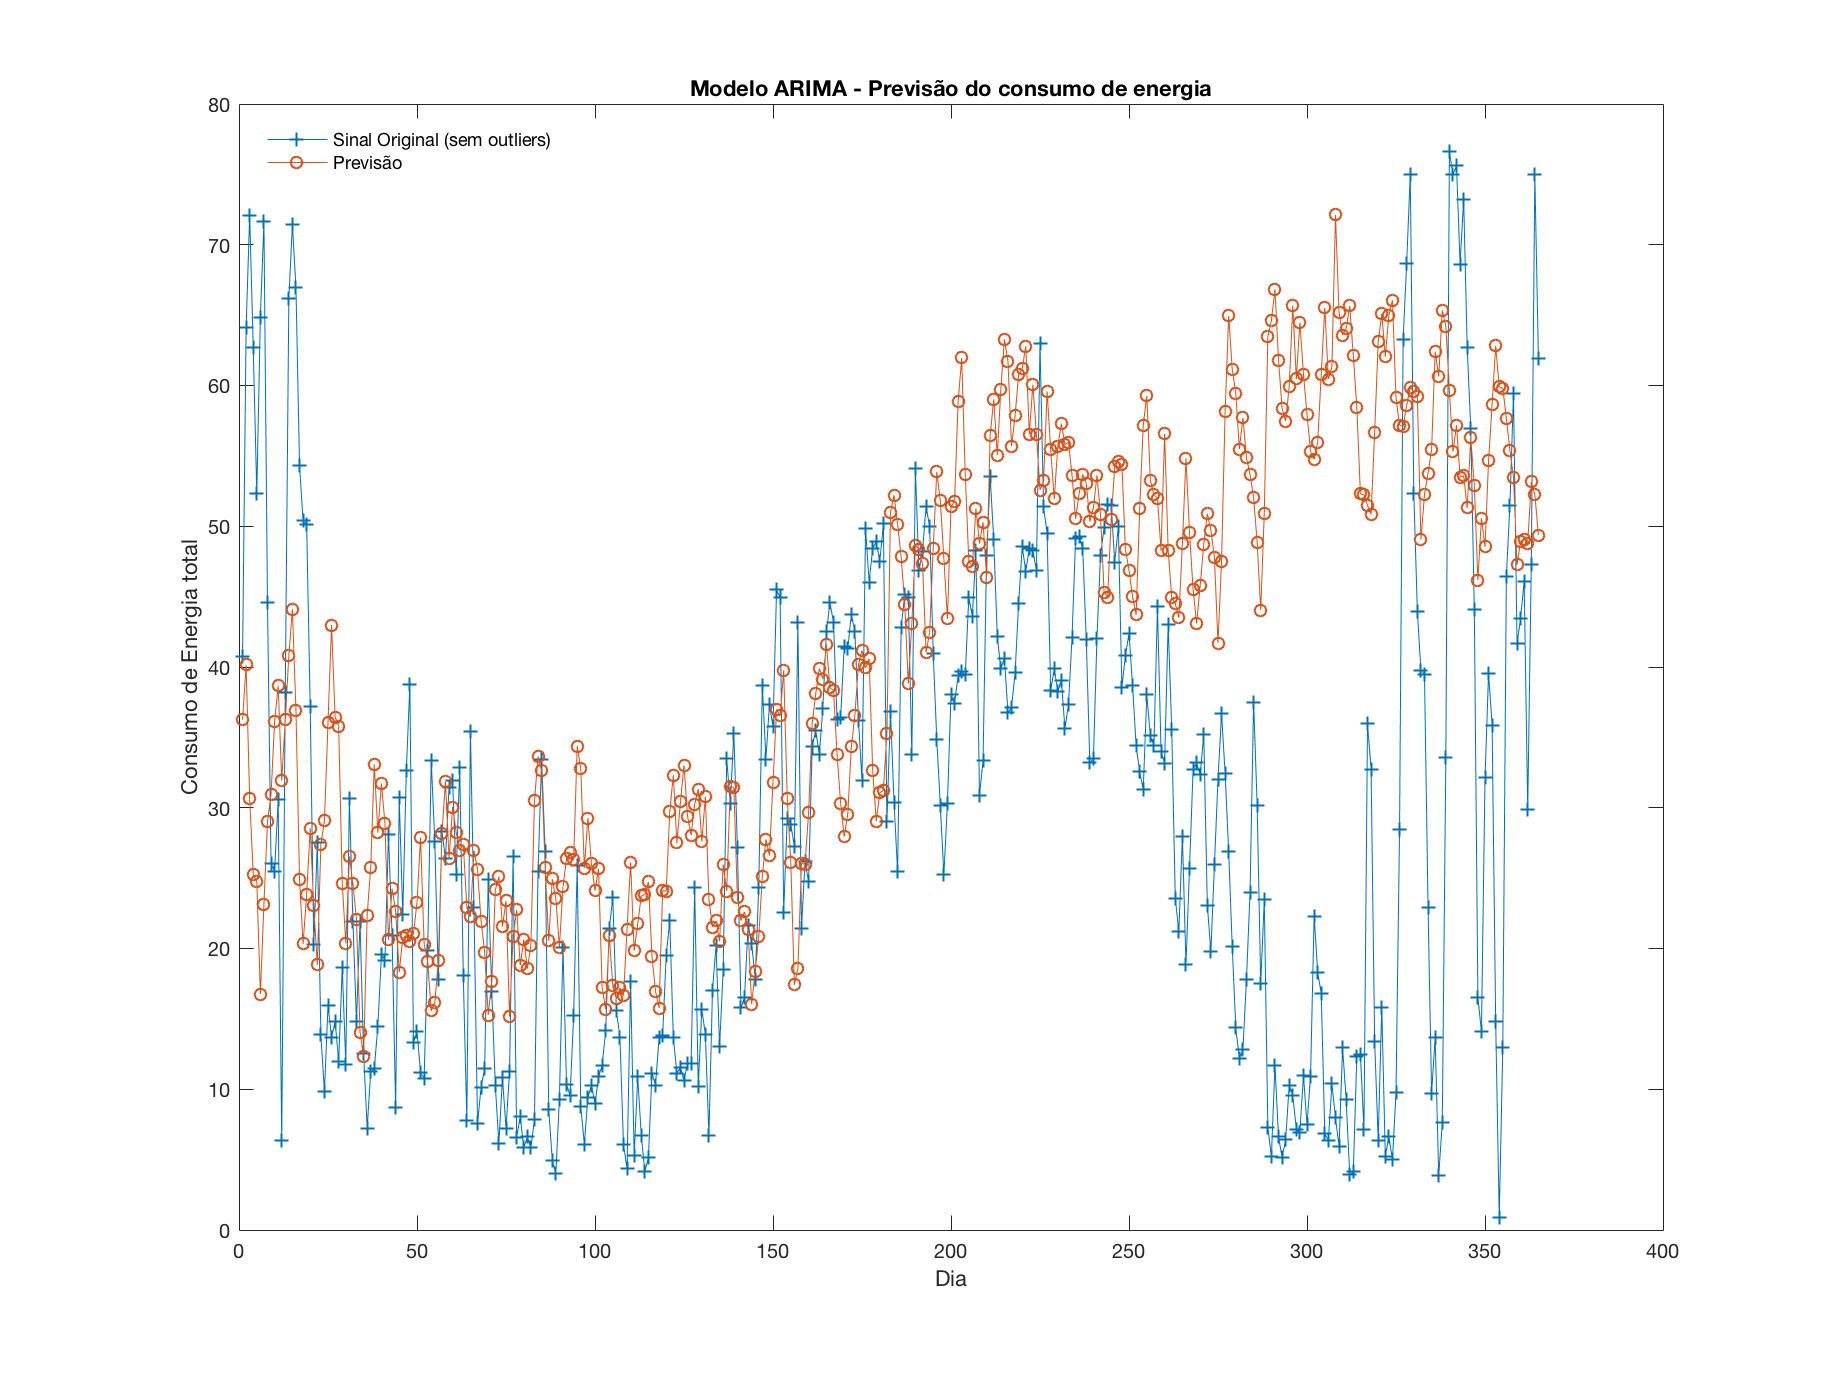 Modelo ARIMA - Previsão do consumo de energia
80
Sinal Original (sem outliers)
Previsão
70
60
50
40
30
20
10
0
Consumo de Energia total
0 50 100 150 200 250 300 350 400
Dia